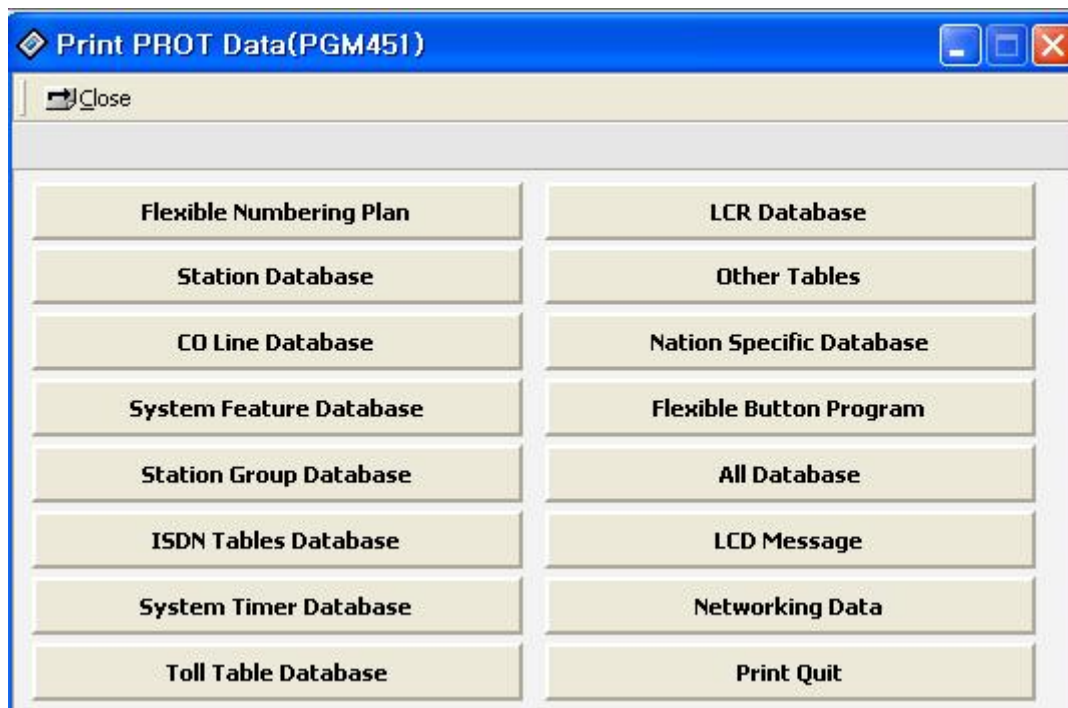 Print PROT Data(PGM451)
Close
Flexible Numbering Plan
LCR Database
Station Database
Other Tables
CO Line Database
Nation Specific Database
System Feature Database
Flexible Button Program
Station Group Database
All Database
ISDN Tables Database
LCD Message
System Timer Database
Networking Data
Toll Table Database
Print Quit